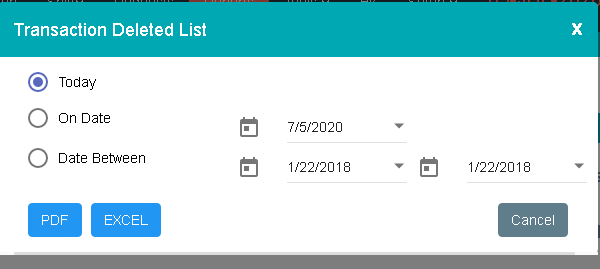 Transaction Deleted List X
Today
On Date 7/5/2020
Date Between 1/22/2018 1/22/2018
PDF EXCEL Cancel